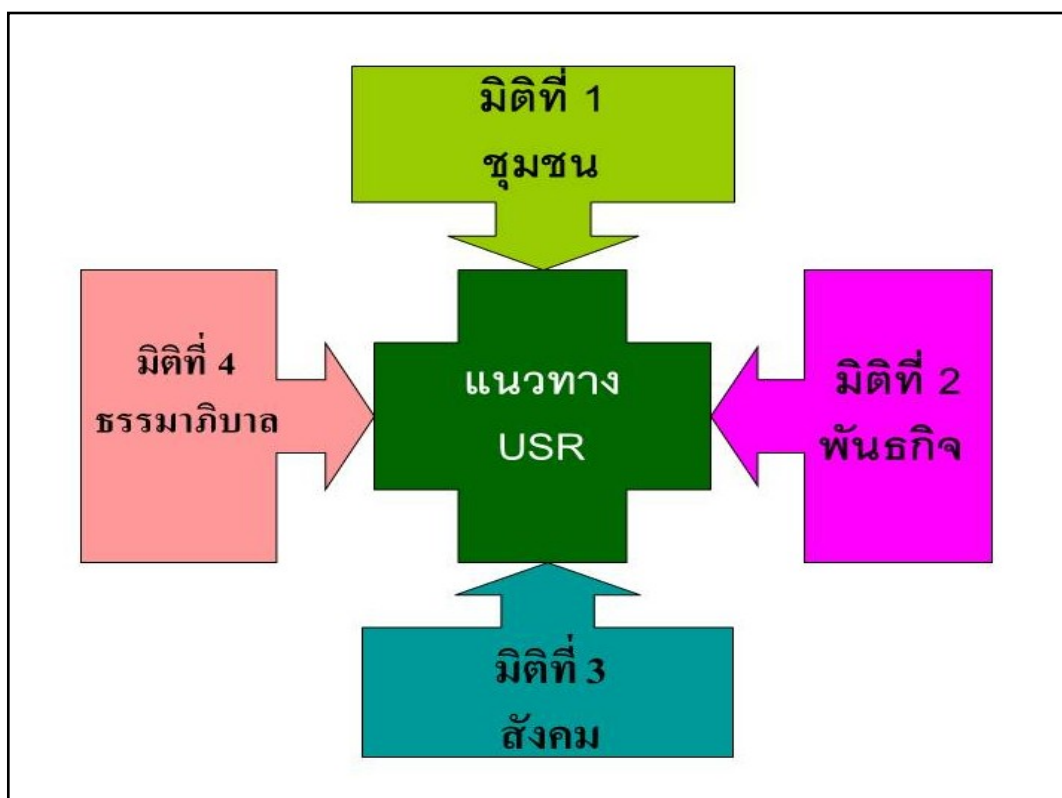 มิติที่ 1
ชุมชน
มิติที่ 4
ธรรมาภิบาล
แนวทาง
USR
มิติที่ 2
พันธกิจ
มิติที่ 3
สังคม